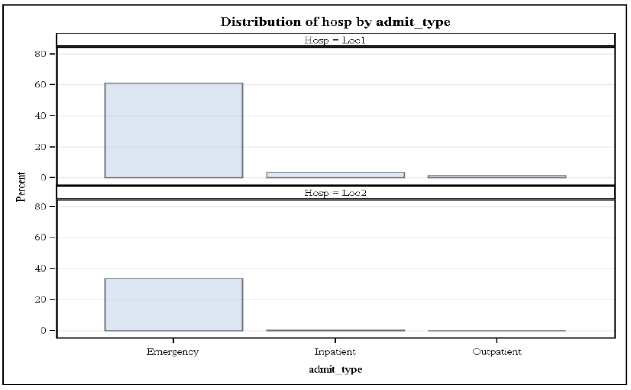 Distribution of hosp by admit_type
Hosp = Loc1
80
60
40
20
0
Percent
Hosp = Loc2
80
60
40
20
0
Emergency Inpatient Outpatient
admit_type